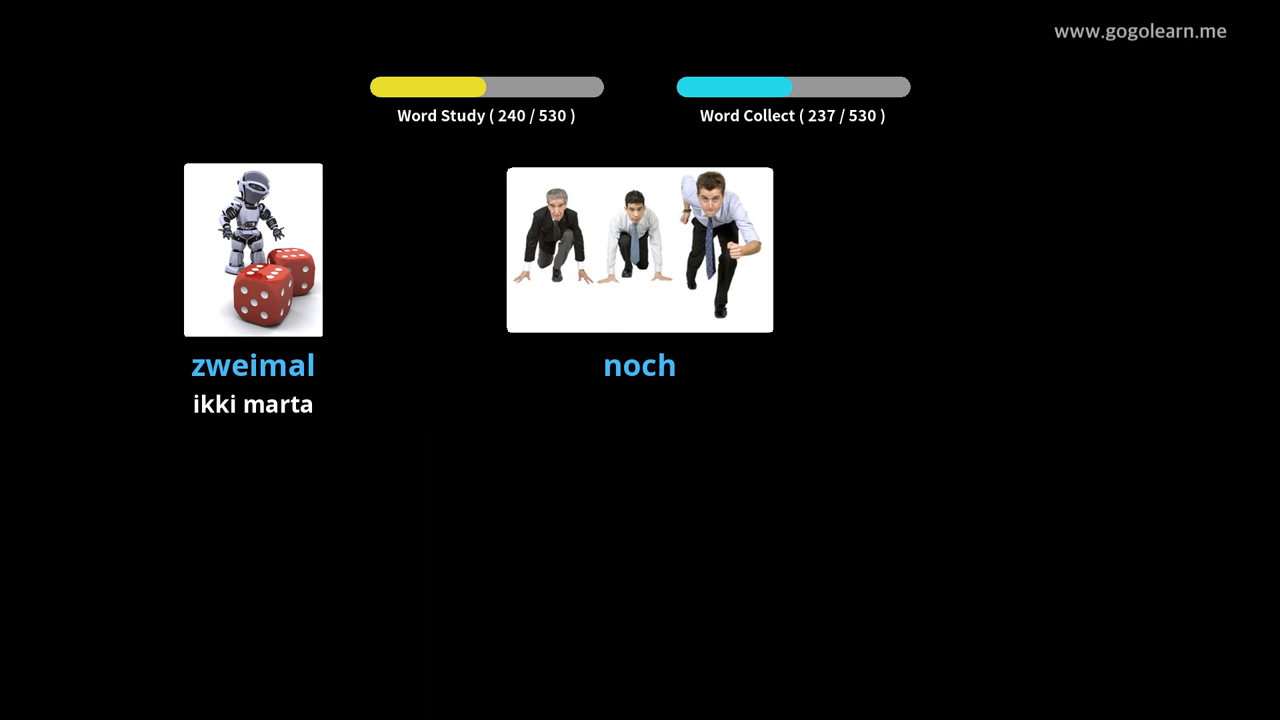 www.gogolearn.me
Word Study ( 240 / 530 )
Word Collect ( 237 / 530 )
zweimal
ikki marta
noch